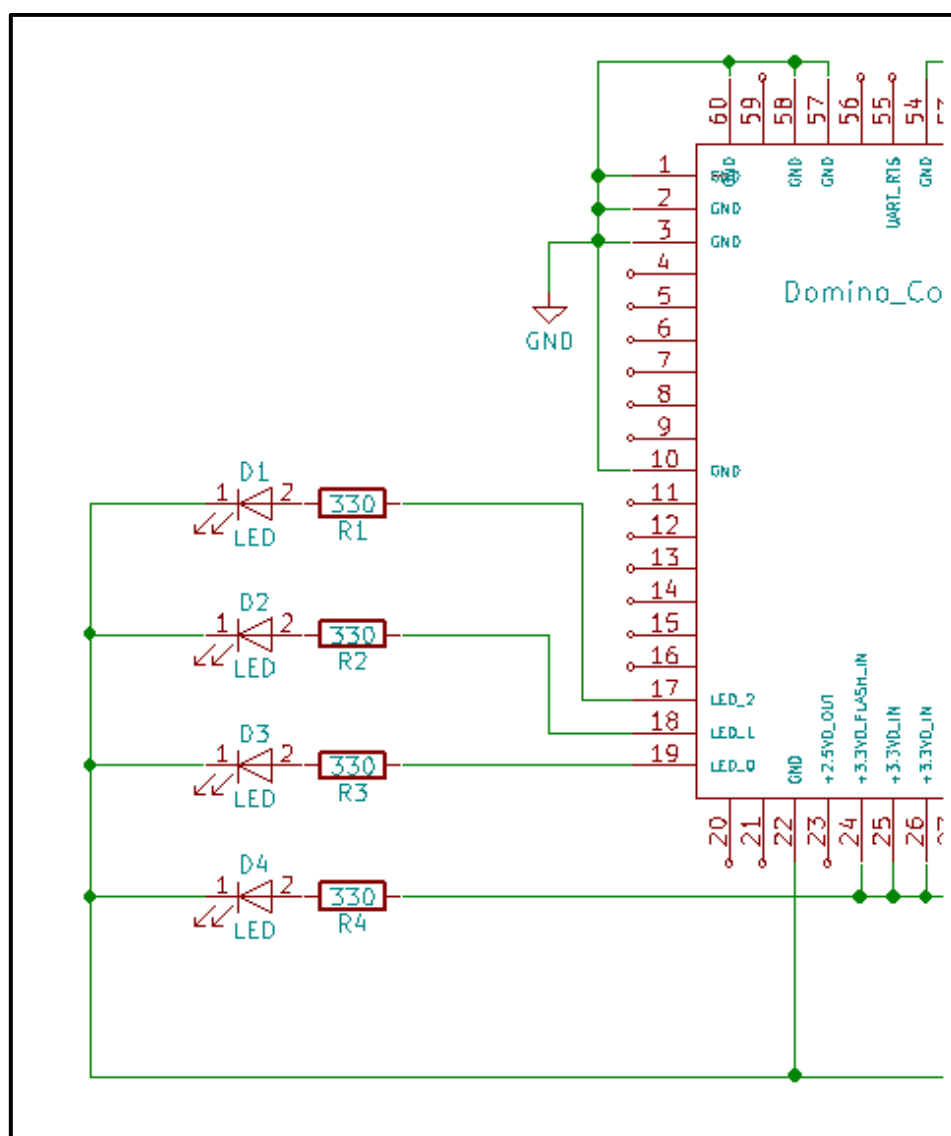 60 59 58 57 56 55 54
GND GND GND UART_RTS GND
1
2 GND
3 GND
4
Domino_Co
5
GND
6
7
8
9
10 GND
11
D1
1 2 330
LED R1
12
13
14
D2
1 2 330
LED R2
15
16
17 LED_2
18 LED_1
D3
1 2 330
LED R3
19 LED_0
GND +2.5VD_OUT +3.3VD_FLASH_IN +3.3VD_IN +3.3VD_IN
20 21 22 23 24 25 26
D4
1 2 330
LED R4